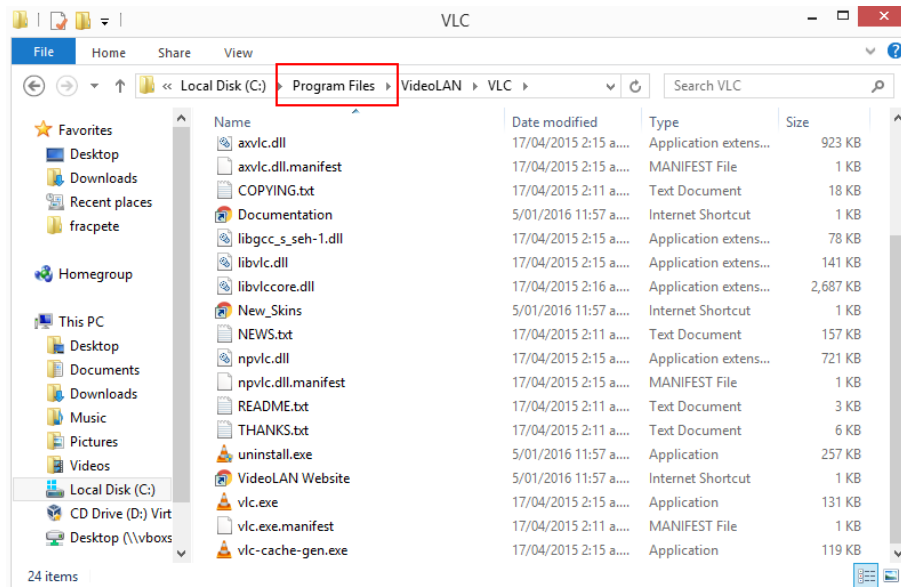 VLC
File Home Share View
« Local Disk (C:) Program Files VideoLAN VLC Search VLC
Favorites
Desktop
Downloads
Recent places
fracpete
Homegroup
This PC
Desktop
Documents
Downloads
Music
Pictures
Videos
Local Disk (C:)
CD Drive (D:) Virt
Desktop (\\vboxs
Name Date modified Type Size
axvlc.dll 17/04/2015 2:15 a.... Application extens... 923 KB
axvlc.dll.manifest 17/04/2015 2:15 a.... MANIFEST File 1 KB
COPYING.txt 17/04/2015 2:11 a.... Text Document 18 KB
Documentation 5/01/2016 11:57 a.... Internet Shortcut 1 KB
libgcc_s_seh-1.dll 17/04/2015 2:15 a.... Application extens... 78 KB
libvlc.dll 17/04/2015 2:15 a.... Application extens... 141 KB
libvlccore.dll 17/04/2015 2:16 a.... Application extens... 2,687 KB
New_Skins 5/01/2016 11:57 a.... Internet Shortcut 1 KB
NEWS.txt 17/04/2015 2:11 a.... Text Document 157 KB
npvlc.dll 17/04/2015 2:15 a.... Application extens... 721 KB
npvlc.dll.manifest 17/04/2015 2:15 a.... MANIFEST File 1 KB
README.txt 17/04/2015 2:11 a.... Text Document 3 KB
THANKS.txt 17/04/2015 2:11 a.... Text Document 6 KB
uninstall.exe 5/01/2016 11:57 a.... Application 257 KB
VideoLAN Website 5/01/2016 11:57 a.... Internet Shortcut 1 KB
vlc.exe 17/04/2015 2:15 a.... Application 131 KB
vlc.exe.manifest 17/04/2015 2:11 a.... MANIFEST File 1 KB
vlc-cache-gen.exe 17/04/2015 2:15 a.... Application 119 KB
24 items